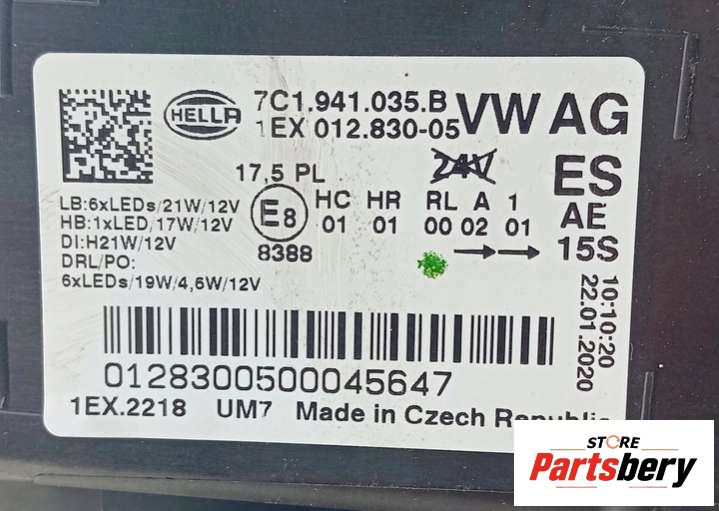 HELLA
7C1.941.035.B
1EX 012.830-05
VW AG
17,5 PL
24V
ES
AE
15S
LB:6xLEDs/21W/12V
HB:1xLED/17W/12V
DI:H21W/12V
DRL/PO:
6xLEDs/19W/4,6W/12V
E8
8388
HC HR RL A 1
01 01 00 02 01
10:10:20
22.01.2020
0128300500045647
1EX.2218 UM7 Made in Czech Republic
STORE
Partsbery